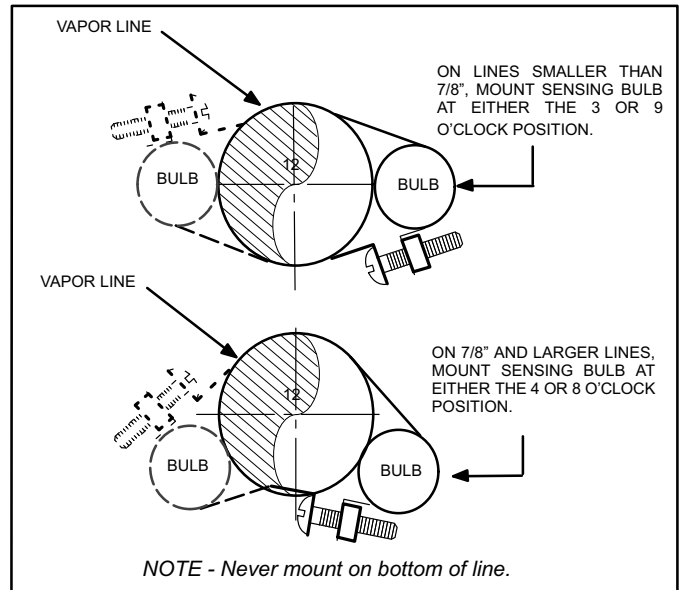 VAPOR LINE
ON LINES SMALLER THAN
7/8”, MOUNT SENSING BULB
AT EITHER THE 3 OR 9
O’CLOCK POSITION.
12
BULB
BULB
VAPOR LINE
ON 7/8” AND LARGER LINES,
MOUNT SENSING BULB AT
EITHER THE 4 OR 8 O’CLOCK
POSITION.
12
BULB
BULB
NOTE - Never mount on bottom of line.